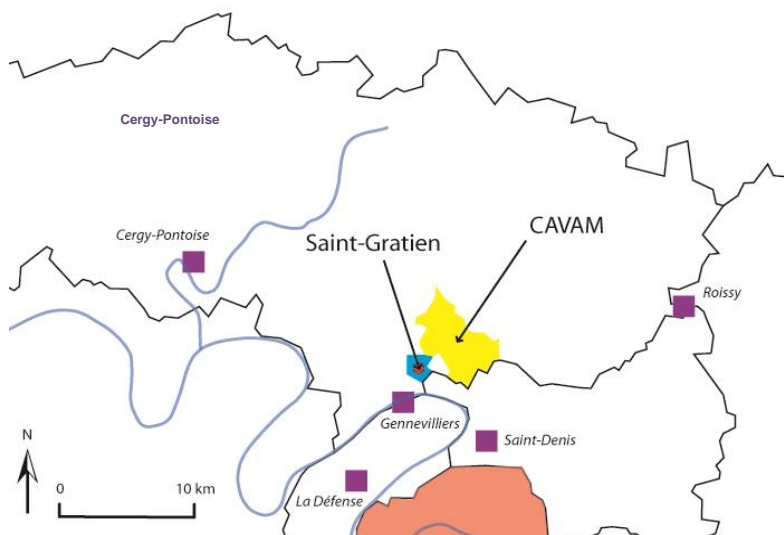 Cergy-Pontoise
Cergy-Pontoise
Saint-Gratien
CAVAM
Roissy
Gennevilliers
Saint-Denis
La Défense
N
0
10 km